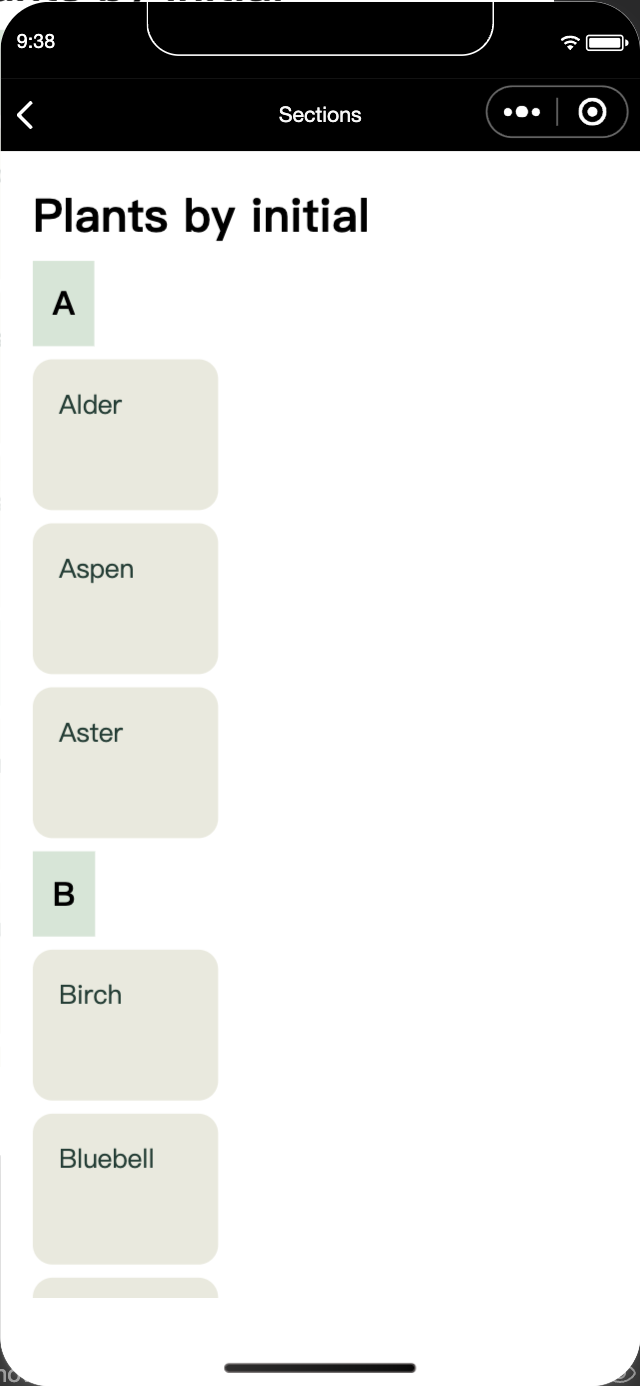 9:38
Sections
Plants by initial
A
Alder
Aspen
Aster
B
Birch
Bluebell